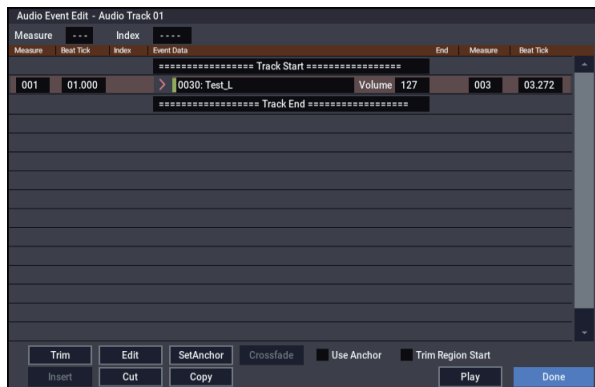 Audio Event Edit - Audio Track 01
Measure --- Index ----
Measure Beat Tick Index Event Data End Measure Beat Tick
================= Track Start =================
001 01.000 0030: Test_L Volume 127 003 03.272
================== Track End ==================
Trim Edit SetAnchor Crossfade Use Anchor Trim Region Start
Insert Cut Copy Play Done